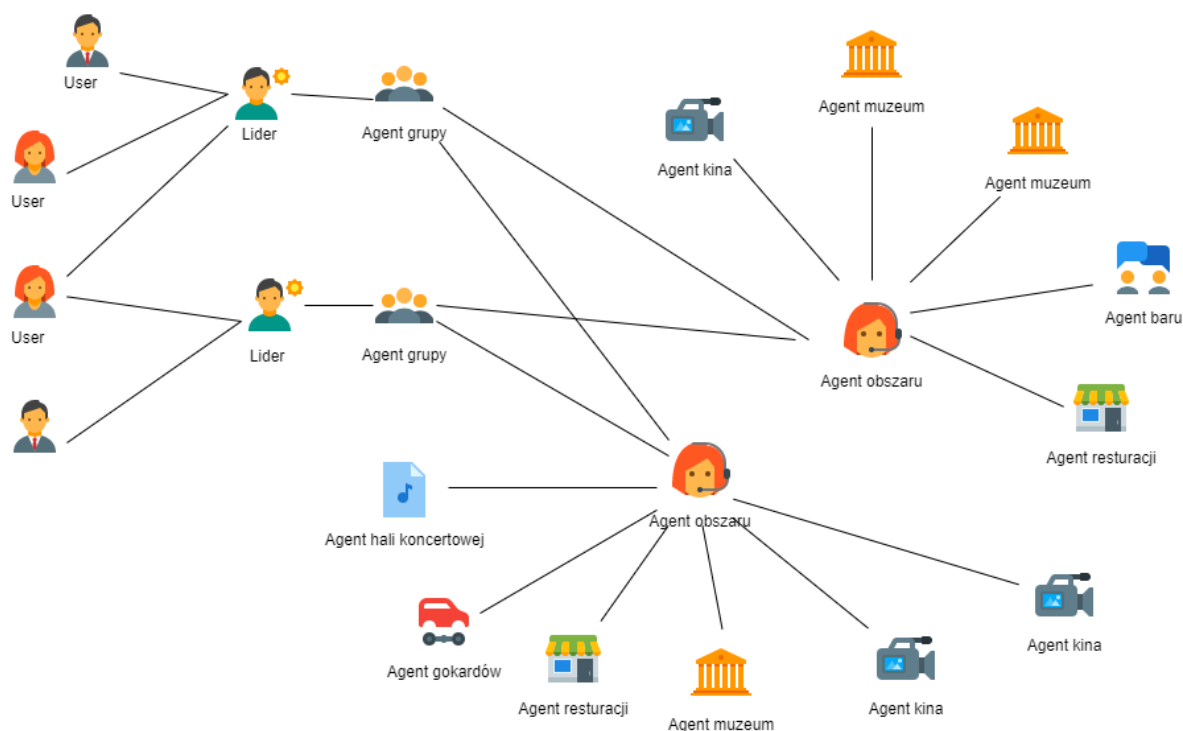 User
Lider
Agent grupy
Agent kina
Agent muzeum
Agent muzeum
User
User
Lider
Agent grupy
Agent baru
Agent obszaru
Agent resturacji
Agent obszaru
Agent hali koncertowej
Agent gokardów
Agent resturacji
Agent muzeum
Agent kina
Agent kina